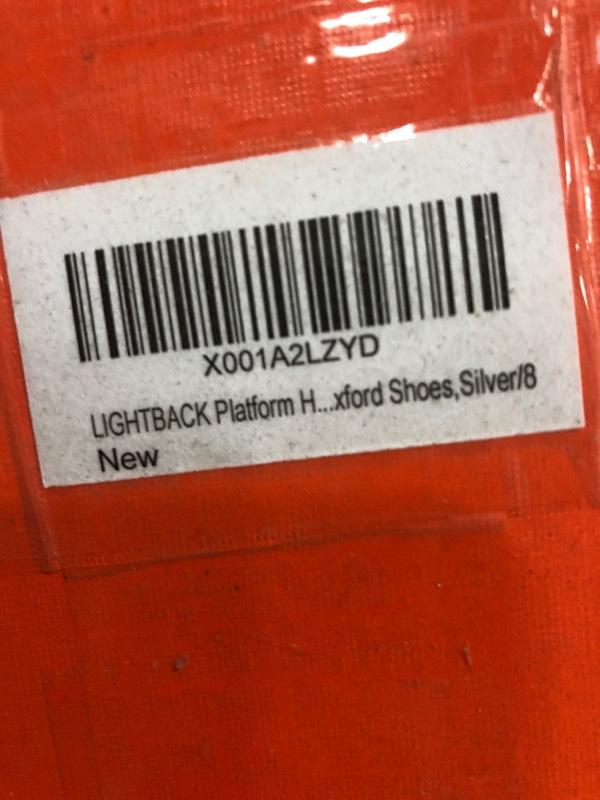 X001A2LZYD
LIGHTBACK Platform H...xford Shoes,Silver/8
New